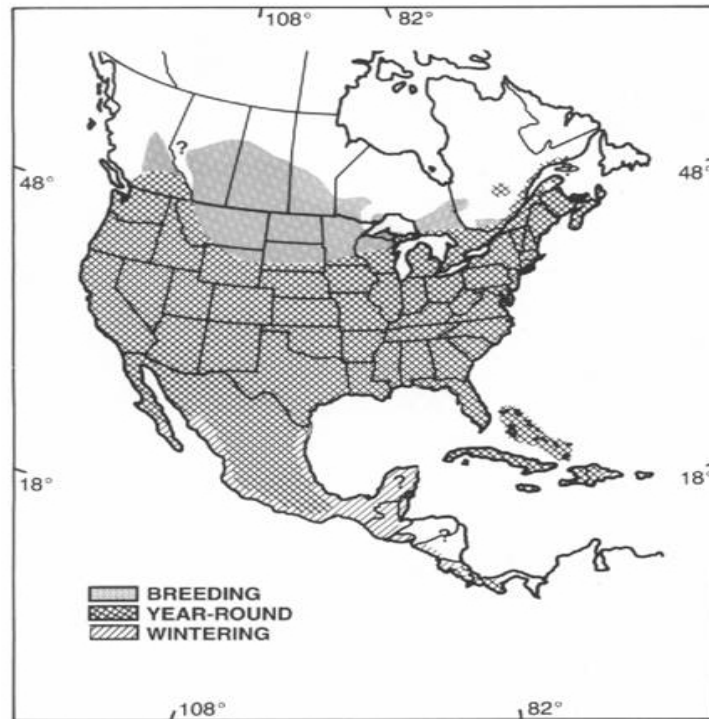 108° 82°
?
48° 48°
18° ? 18°
?
BREEDING
YEAR-ROUND
WINTERING
108° 82°